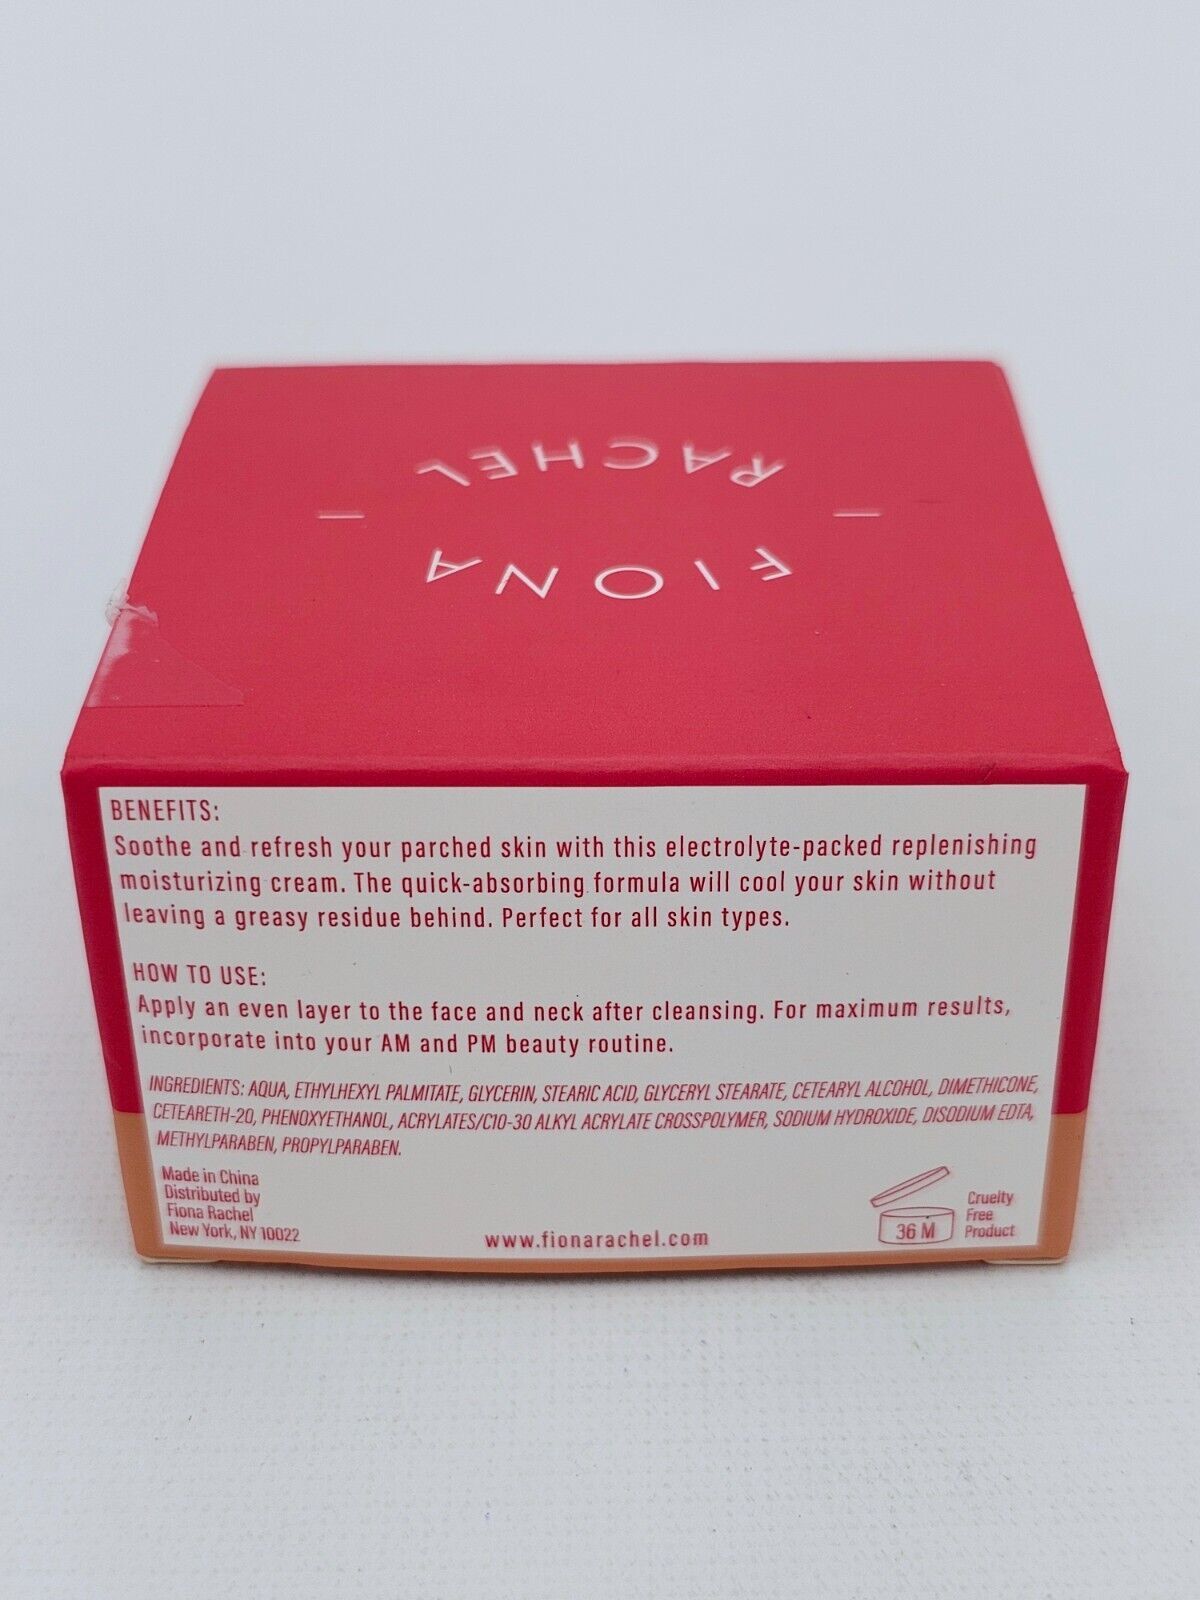 FIONA
RACHEL
BENEFITS:
Soothe and refresh your parched skin with this electrolyte-packed replenishing
moisturizing cream. The quick-absorbing formula will cool your skin without
leaving a greasy residue behind. Perfect for all skin types.
HOW TO USE:
Apply an even layer to the face and neck after cleansing. For maximum results,
incorporate into your AM and PM beauty routine.
INGREDIENTS: AQUA, ETHYLHEXYL PALMITATE, GLYCERIN, STEARIC ACID, GLYCERYL STEARATE, CETEARYL ALCOHOL, DIMETHICONE,
CETEARETH-20, PHENOXYETHANOL, ACRYLATES/C10-30 ALKYL ACRYLATE CROSSPOLYMER, SODIUM HYDROXIDE, DISODIUM EDTA,
METHYLPARABEN, PROPYLPARABEN.
Made in China
Distributed by
Fiona Rachel
New York, NY 10022
www.fionarachel.com
36 M
Cruelty
Free
Product